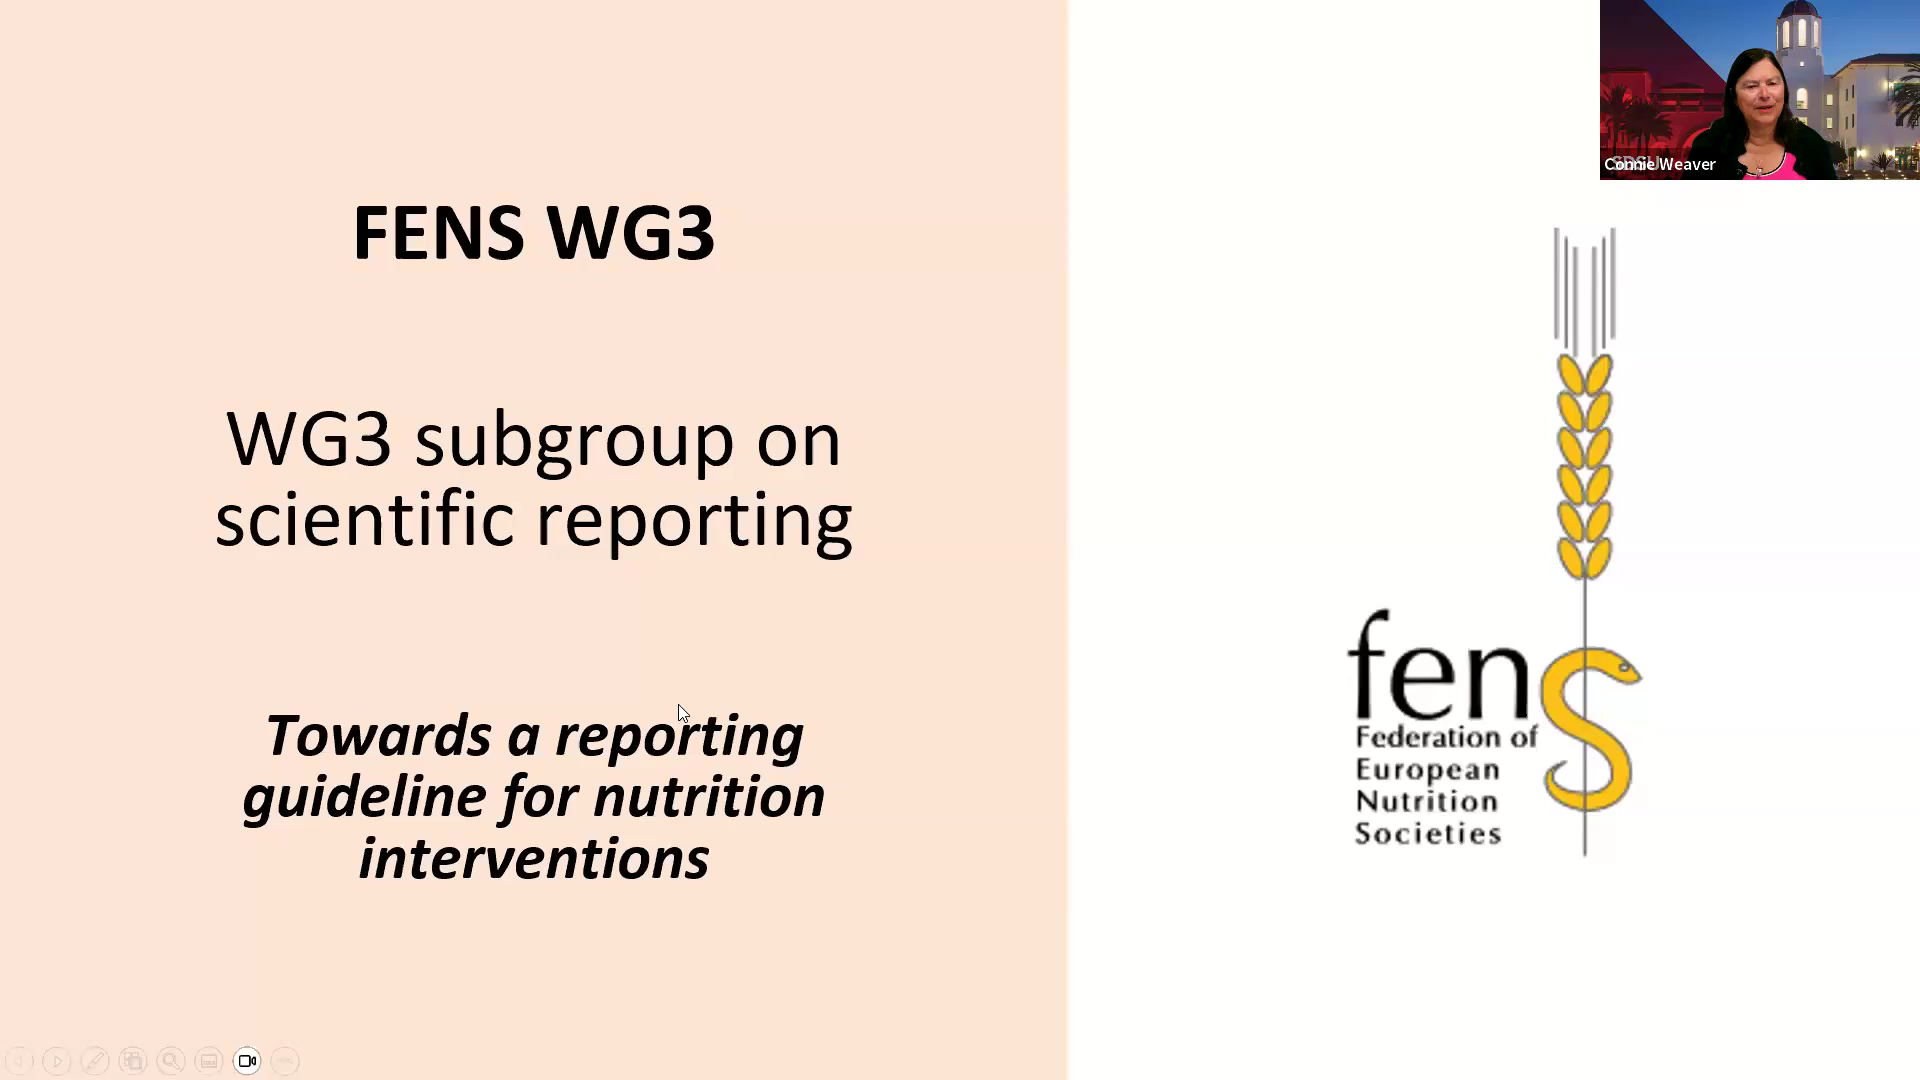 FENS WG3
WG3 subgroup on
scientific reporting
Towards a reporting
guideline for nutrition
interventions
Connie Weaver
fens
Federation of
European
Nutrition
Societies